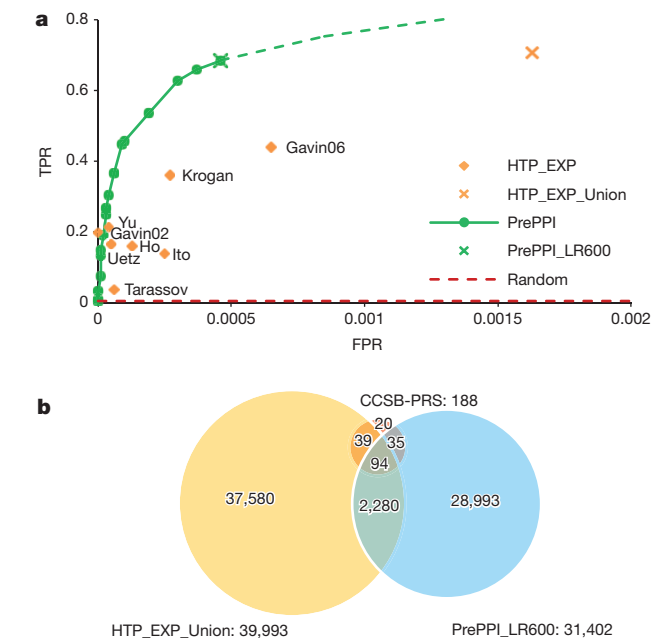 a
0.8
0.6
0.4
0.2
0
TPR
Gavin06
Krogan
Yu
Gavin02
Ho
Uetz
Ito
Tarassov
HTP_EXP
HTP_EXP_Union
PrePPI
PrePPI_LR600
Random
0 0.0005 0.001 0.0015 0.002
FPR
b
CCSB-PRS: 188
20
39
35
94
37,580
2,280
28,993
HTP_EXP_Union: 39,993
PrePPI_LR600: 31,402